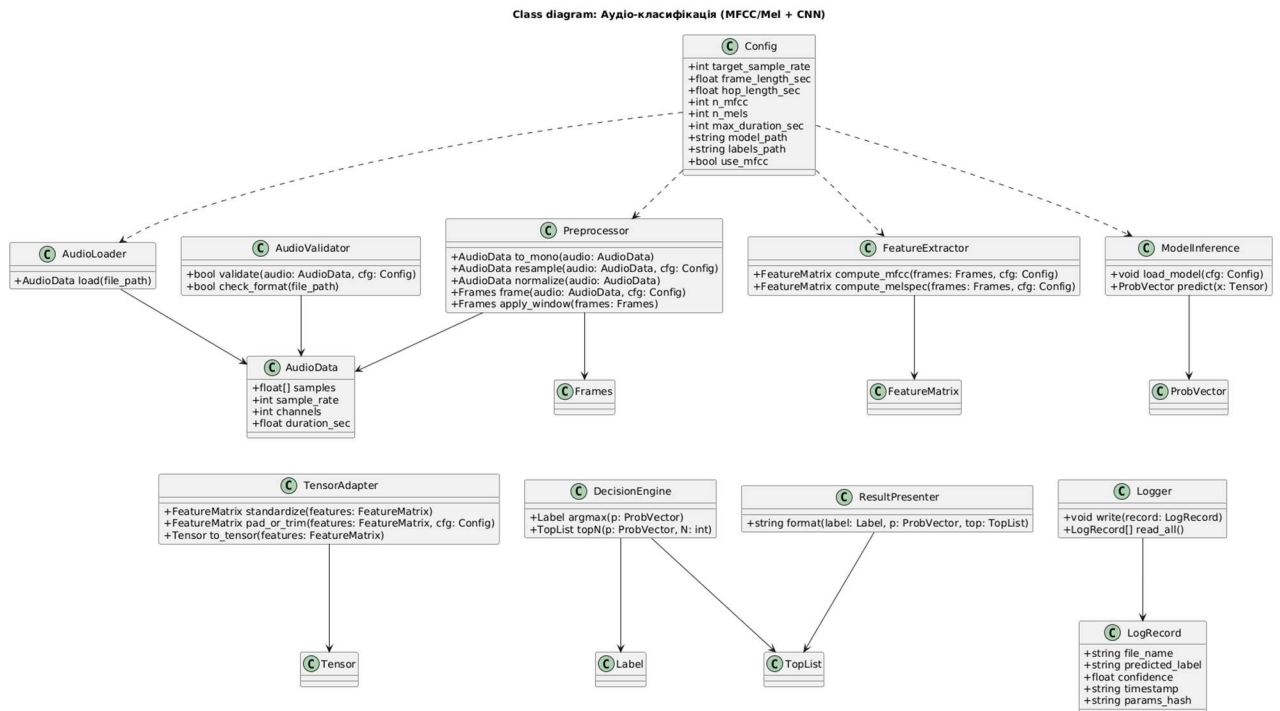 Class diagram: Аудіо-класифікація (MFCC/Mel + CNN)
C Config
+int target_sample_rate
+float frame_length_sec
+float hop_length_sec
+int n_mfcc
+int n_mels
+int max_duration_sec
+string model_path
+string labels_path
+bool use_mfcc
C AudioLoader
+AudioData load(file_path)
C AudioValidator
+bool validate(audio: AudioData, cfg: Config)
+bool check_format(file_path)
C Preprocessor
+AudioData to_mono(audio: AudioData)
+AudioData resample(audio: AudioData, cfg: Config)
+AudioData normalize(audio: AudioData)
+Frames frame(audio: AudioData, cfg: Config)
+Frames apply_window(frames: Frames)
C FeatureExtractor
+FeatureMatrix compute_mfcc(frames: Frames, cfg: Config)
+FeatureMatrix compute_melspec(frames: Frames, cfg: Config)
C ModelInference
+void load_model(cfg: Config)
+ProbVector predict(x: Tensor)
C AudioData
+float[] samples
+int sample_rate
+int channels
+float duration_sec
C Frames
C FeatureMatrix
C ProbVector
C TensorAdapter
+FeatureMatrix standardize(features: FeatureMatrix)
+FeatureMatrix pad_or_trim(features: FeatureMatrix, cfg: Config)
+Tensor to_tensor(features: FeatureMatrix)
C DecisionEngine
+Label argmax(p: ProbVector)
+TopList topN(p: ProbVector, N: int)
C ResultPresenter
+string format(label: Label, p: ProbVector, top: TopList)
C Logger
+void write(record: LogRecord)
+LogRecord[] read_all()
C Tensor
C Label
C TopList
C LogRecord
+string file_name
+string predicted_label
+float confidence
+string timestamp
+string params_hash